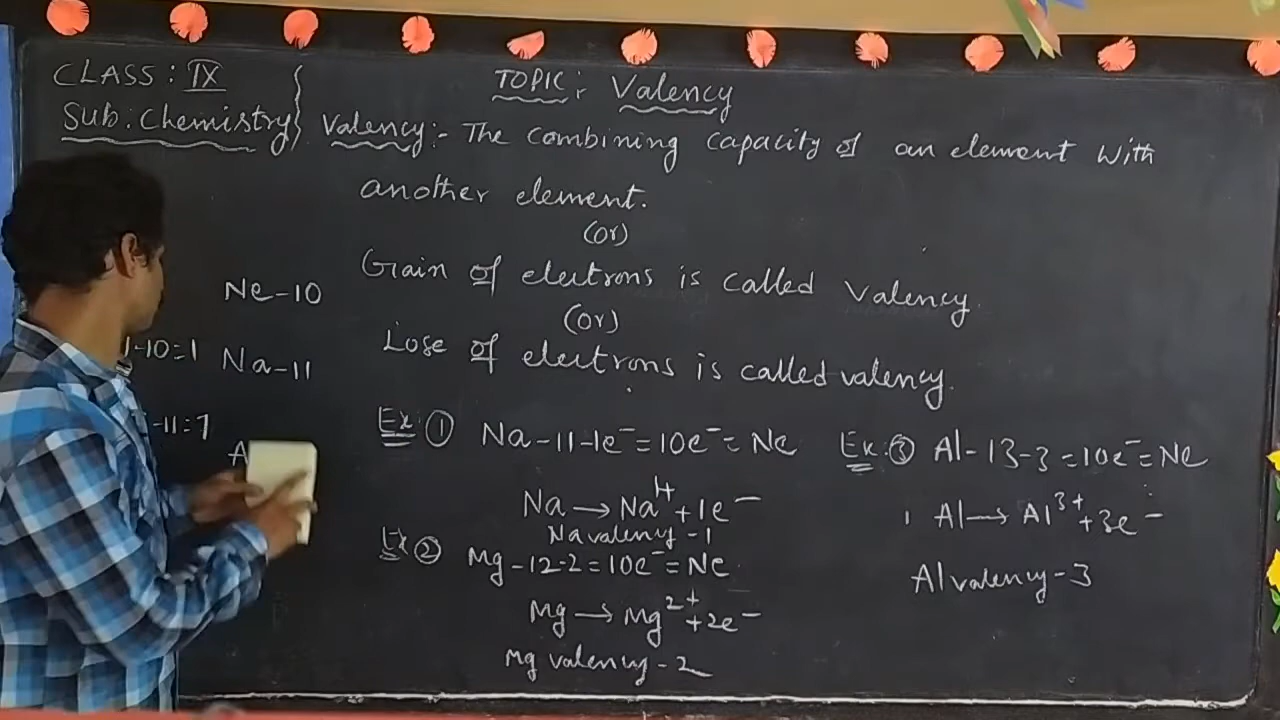 CLASS: IX
Sub: Chemistry
TOPIC: Valency
Valency:- The combining capacity of an element with
another element.
(or)
Gain of electrons is called Valency.
(or)
Lose of electrons is called valency.
Ne-10
-10=1 Na-11
-11=7
A
Ex: ① Na-11-1e⁻=10e⁻=Ne
Na→Na¹⁺+1e⁻
Na valency-1
Ex ② Mg-12-2=10e⁻=Ne
Mg→Mg²⁺+2e⁻
Mg valency-2
Ex: ③ Al-13-3=10e⁻=Ne
Al→Al³⁺+3e⁻
Al valency-3